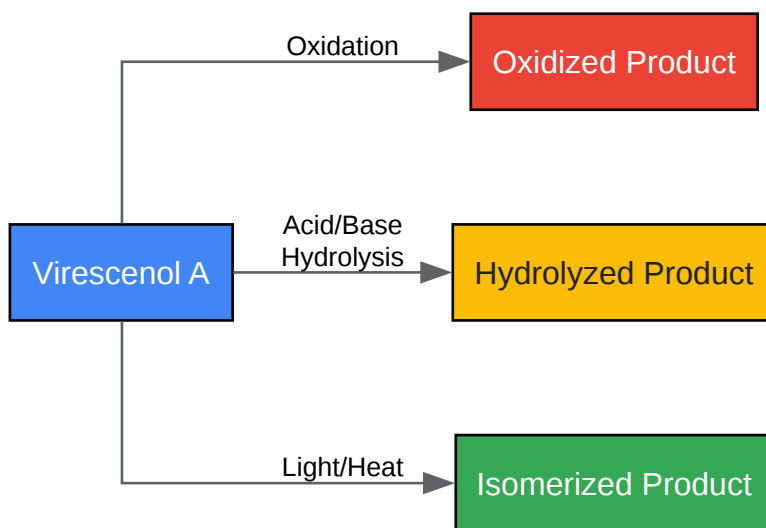 Oxidation
Oxidized Product
Virescenol A
Acid/Base
Hydrolysis
Hydrolyzed Product
Light/Heat
Isomerized Product